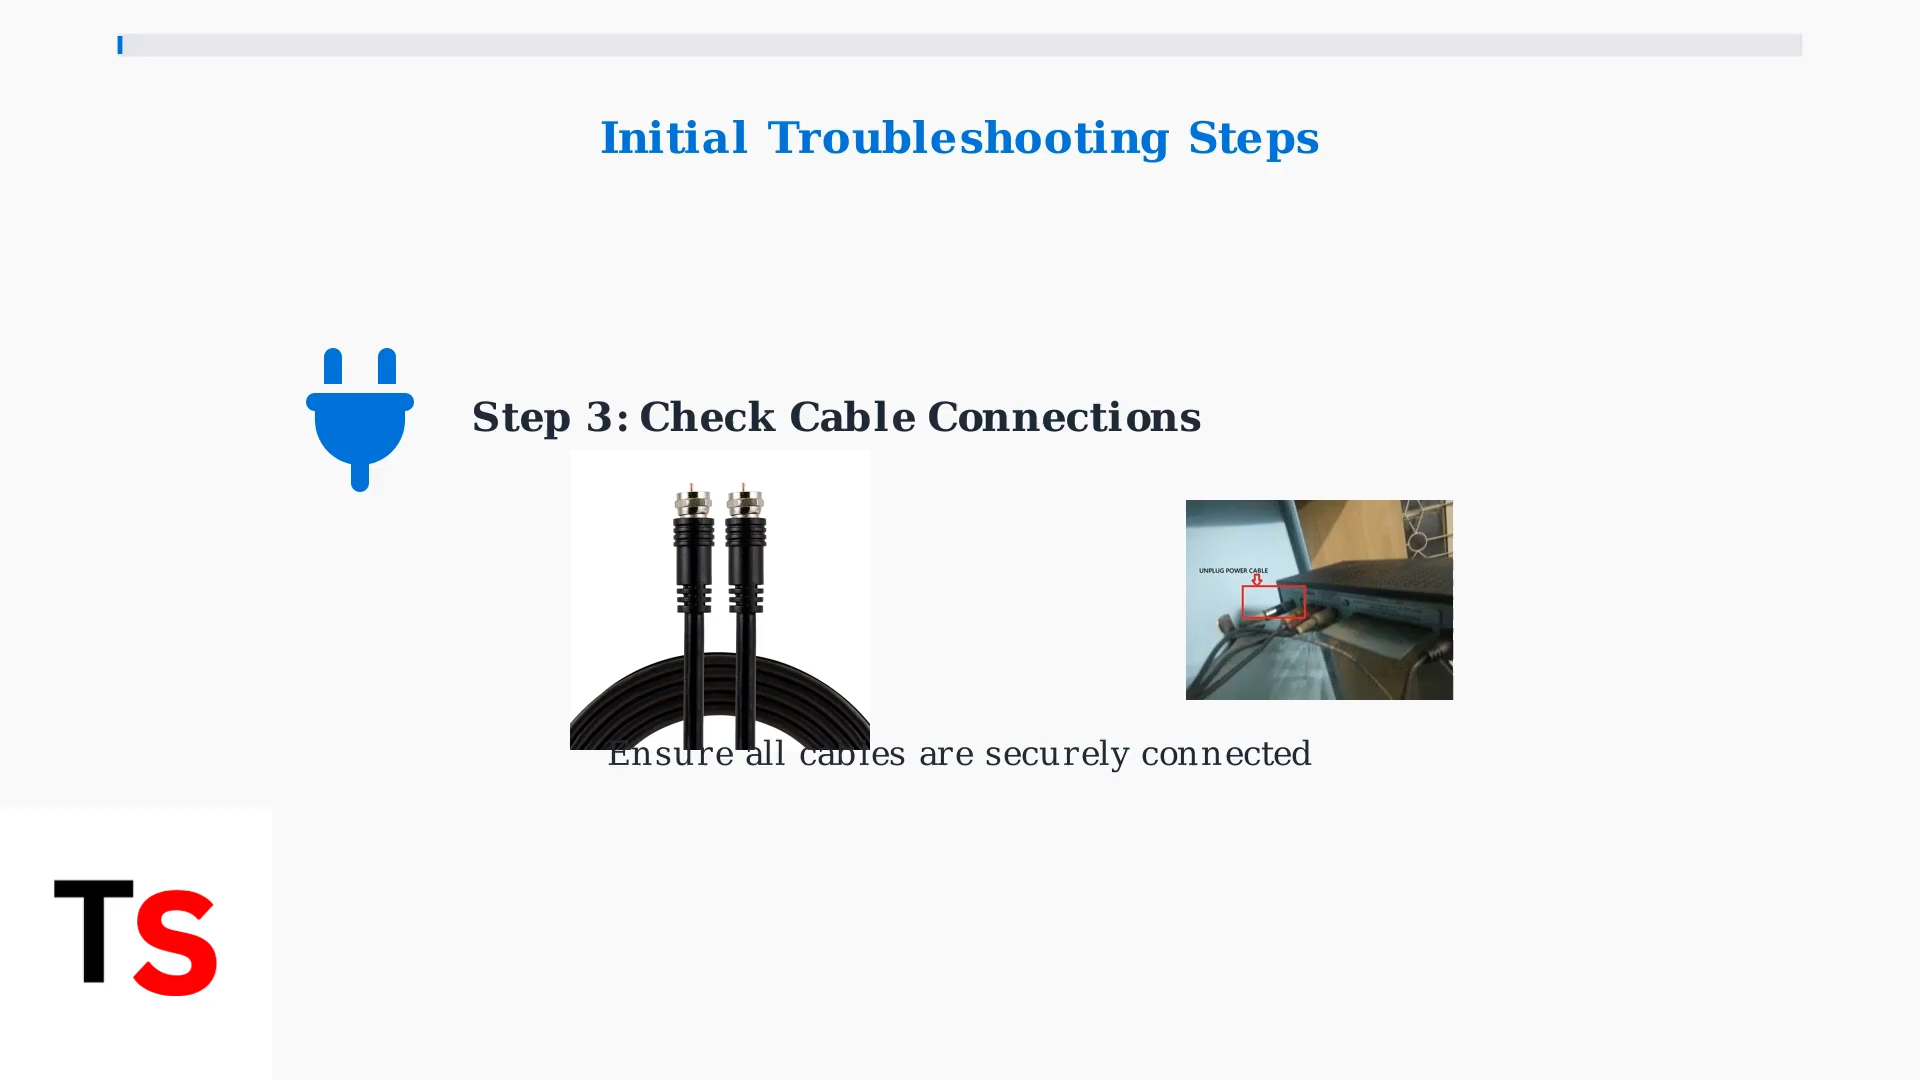 Initial Troubleshooting Steps
Step 3: Check Cable Connections
UNPLUG POWER CABLE
Ensure all cables are securely connected
TS